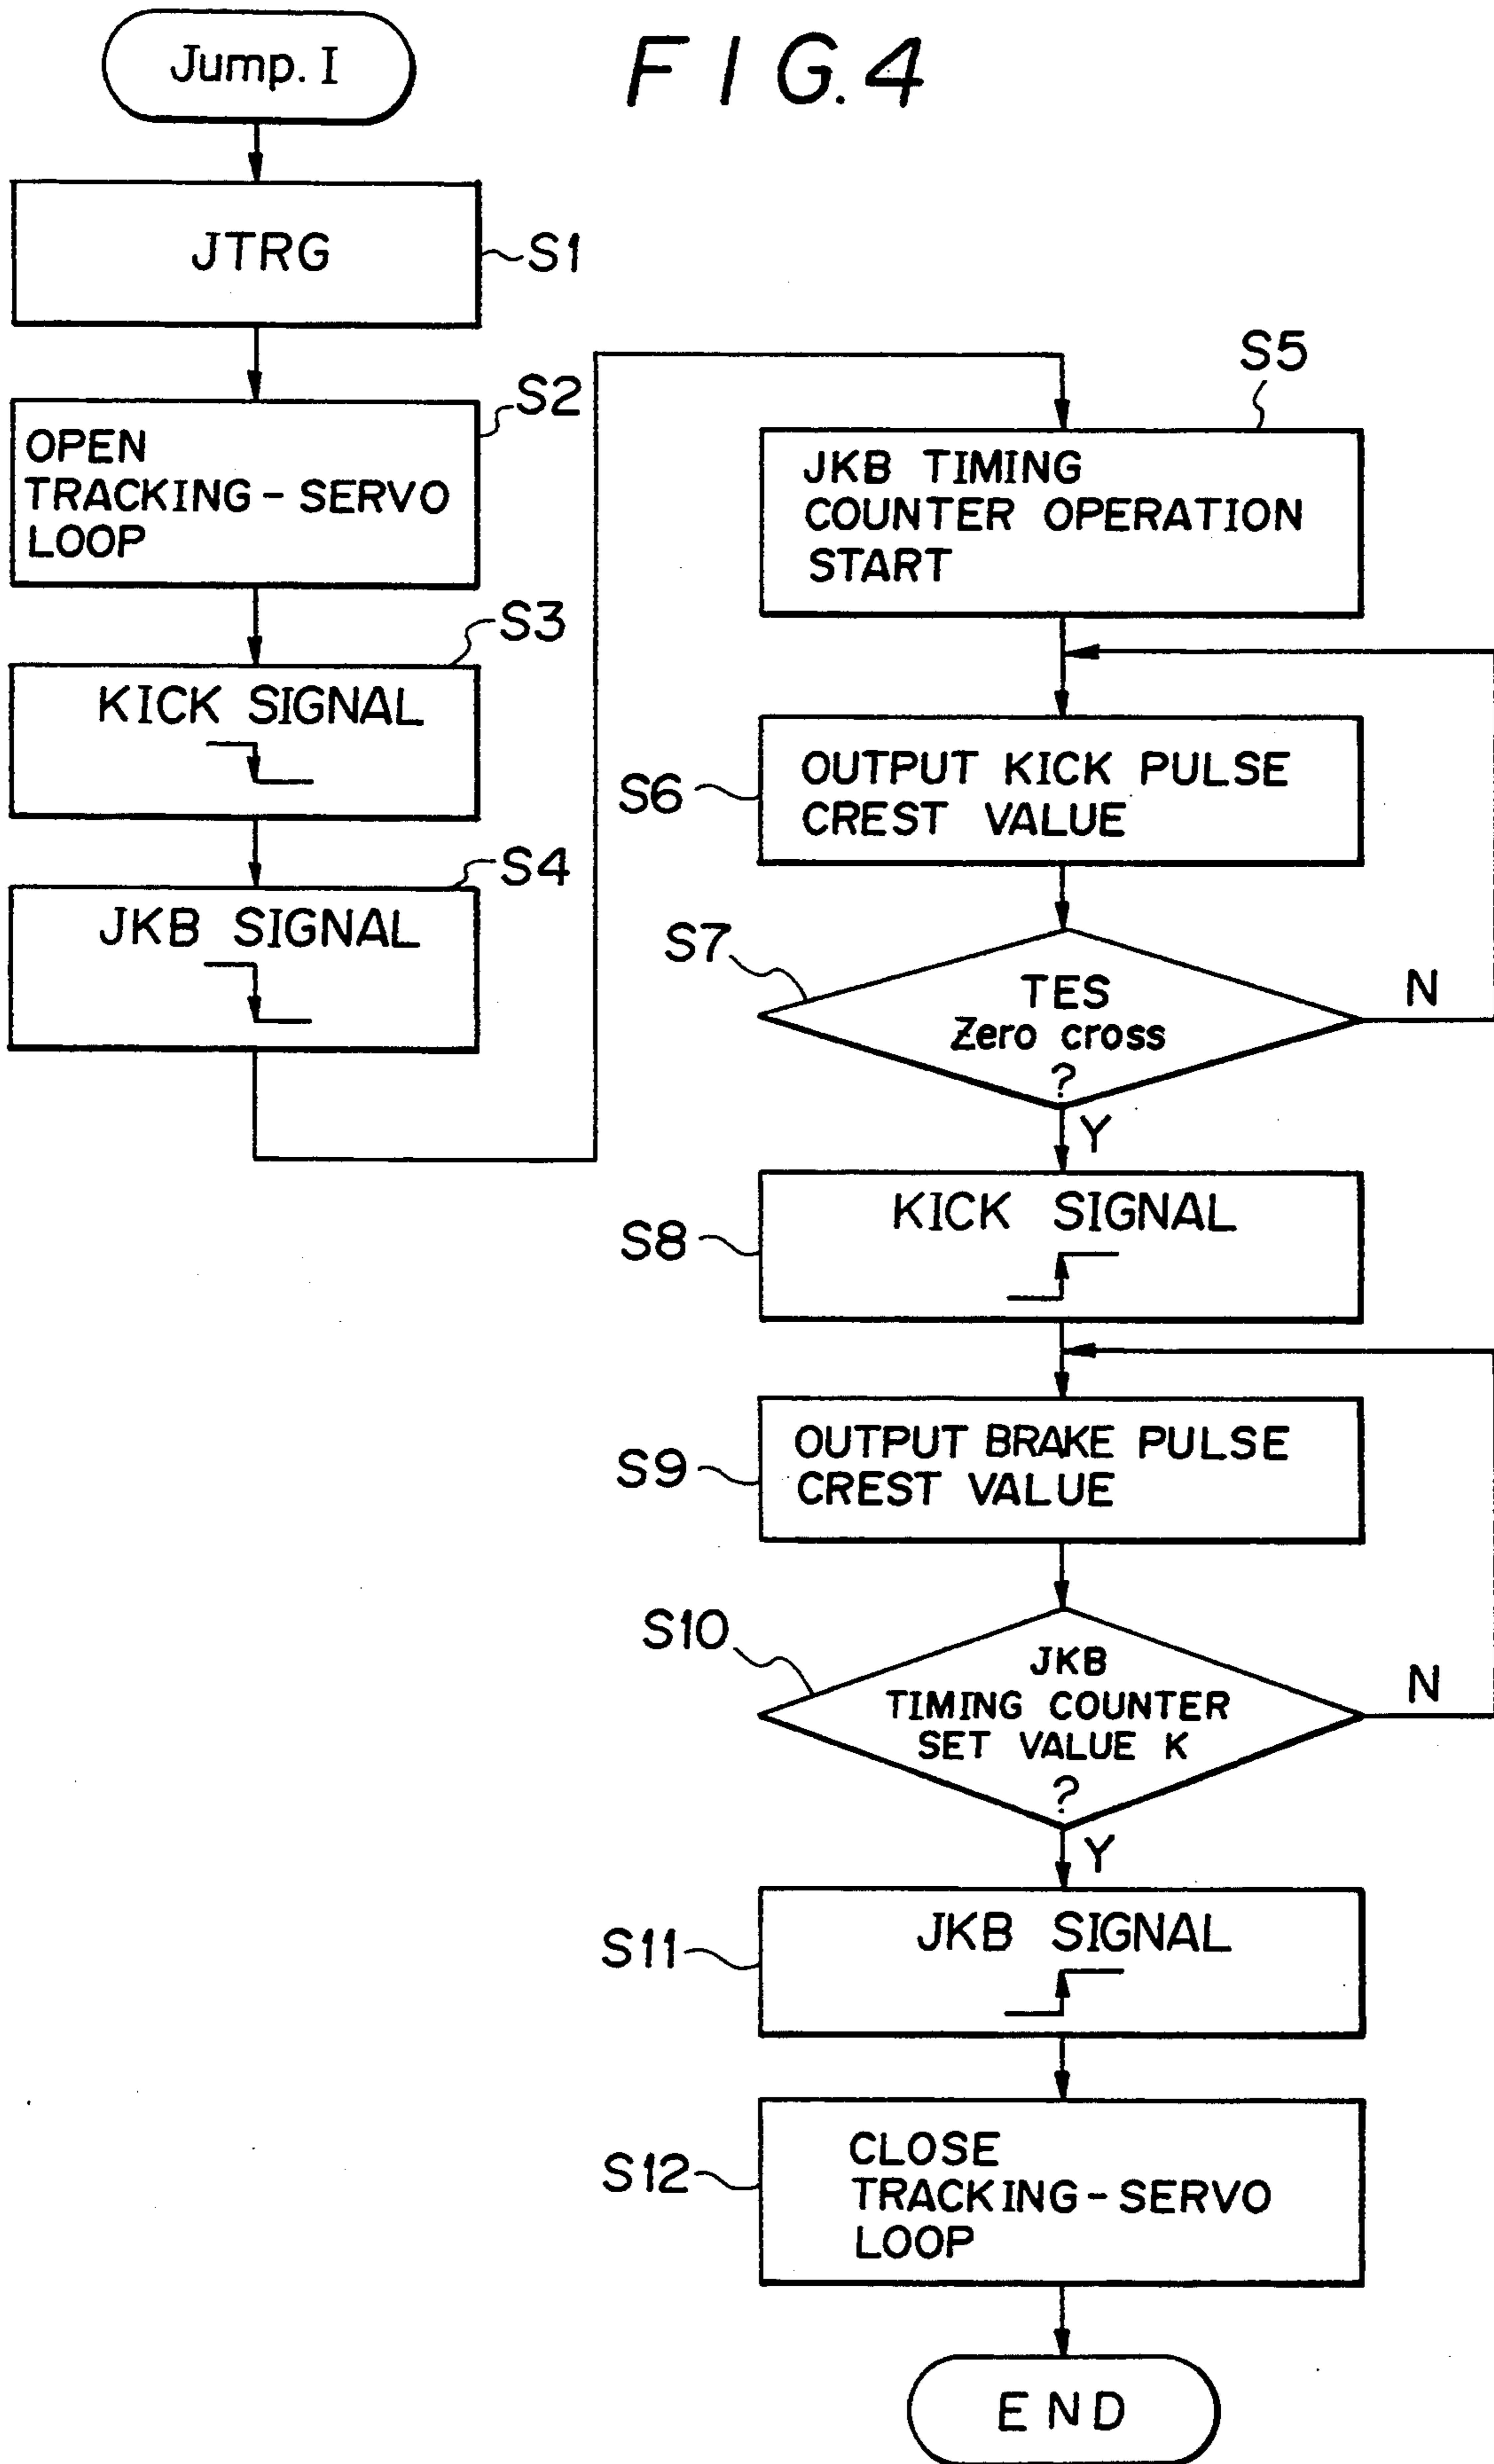 FIG.4
Jump. I
JTRG
S1
OPEN
TRACKING-SERVO
LOOP
S2
KICK SIGNAL
S3
JKB SIGNAL
S4
S5
JKB TIMING
COUNTER OPERATION
START
S6
OUTPUT KICK PULSE
CREST VALUE
S7
TES
Zero cross
?
N
Y
S8
KICK SIGNAL
S9
OUTPUT BRAKE PULSE
CREST VALUE
S10
JKB
TIMING COUNTER
SET VALUE K
?
N
Y
S11
JKB SIGNAL
S12
CLOSE
TRACKING-SERVO
LOOP
END